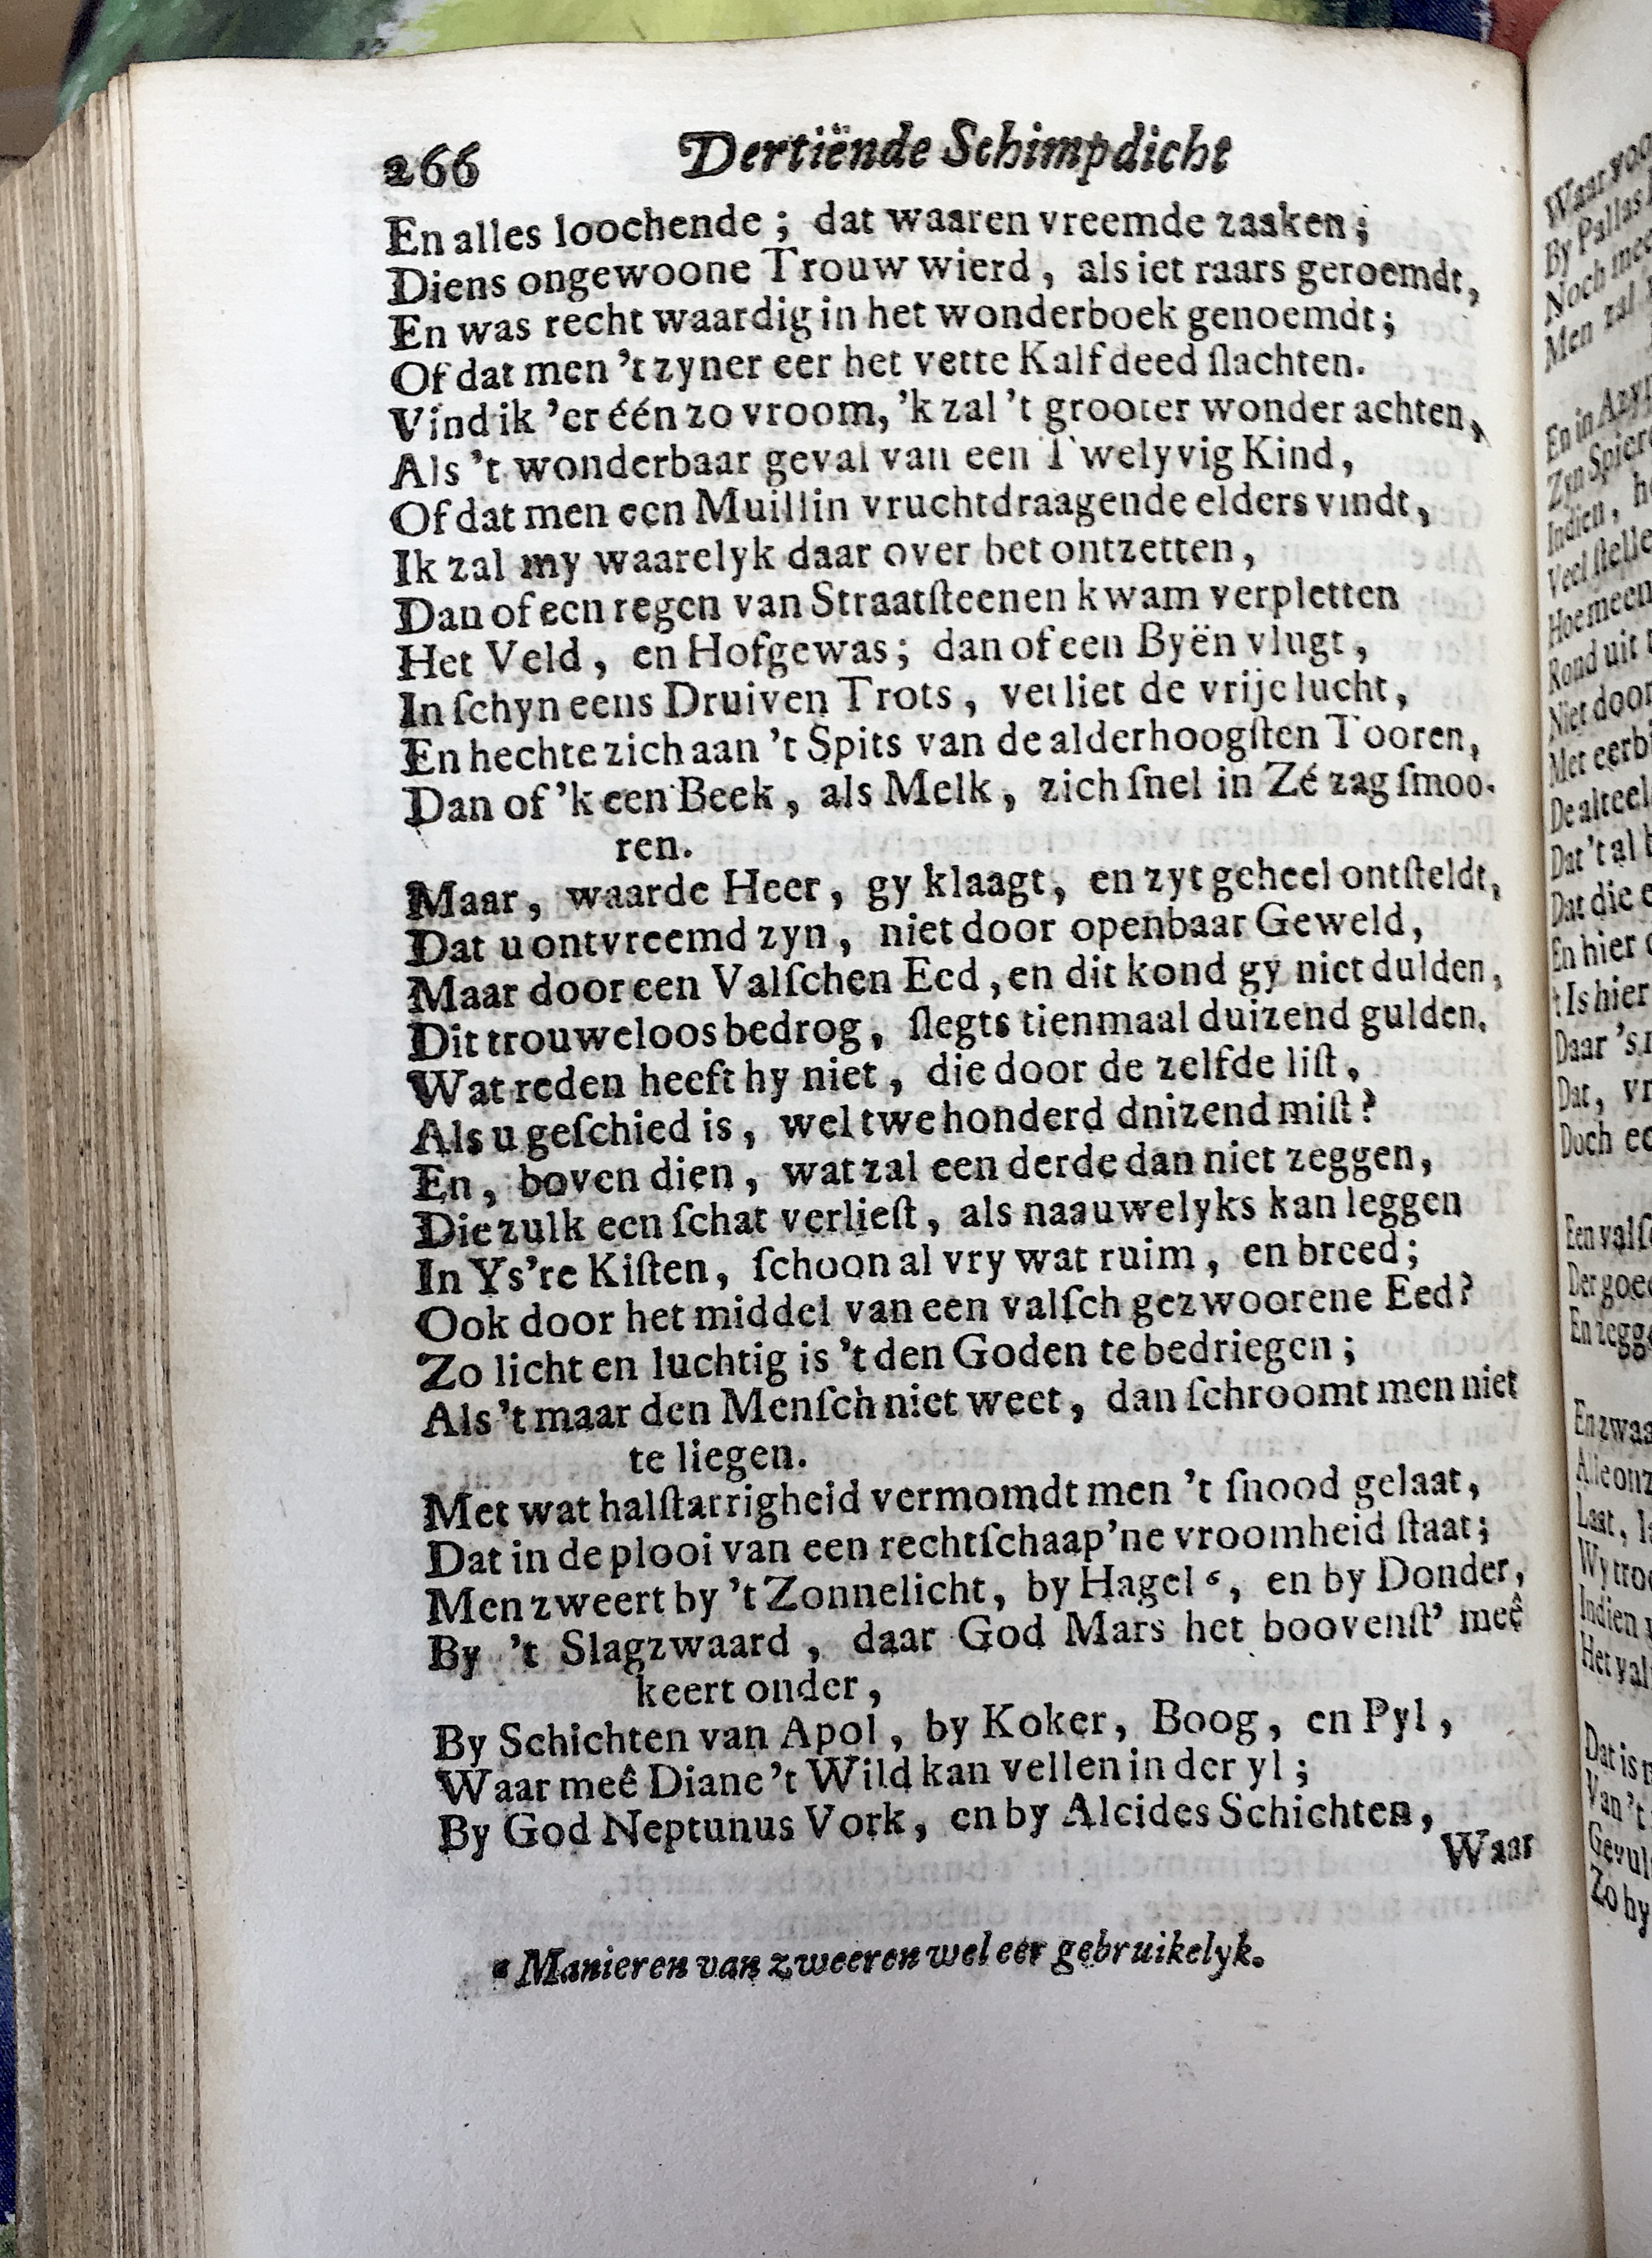 266 Dertiënde Schimpdicht
En alles loochende ; dat waaren vreemde zaaken ;
Diens ongewoone Trouw wierd , als iet raars geroemdt,
En was recht waardig in het wonderboek genoemdt ;
Of dat men 't zyner eer het vette Kalf deed ſlachten.
Vind ik 'er één zo vroom, 'k zal 't grooter wonder achten,
Als 't wonderbaar geval van een Twelyvig Kind ,
Of dat men een Muillin vruchtdraagende elders vindt ,
Ik zal my waarelyk daar over bet ontzetten ,
Dan of een regen van Straatſteenen kwam verpletten
Het Veld , en Hofgewas ; dan of een Byën vlugt ,
In ſchyn eens Druiven Trots , verliet de vrije lucht ,
En hechte zich aan 't Spits van de alderhoogſten Tooren ,
Dan of 'k een Beek , als Melk , zich ſnel in Zé zag ſmoo-
ren.
Maar , waarde Heer , gy klaagt , en zyt geheel ontſteldt ,
Dat u ontvreemd zyn , niet door openbaar Geweld ,
Maar door een Valſchen Eed , en dit kond gy niet dulden ,
Dit trouweloos bedrog , ſlegts tienmaal duizend gulden.
Wat reden heeft hy niet , die door de zelfde liſt ,
Als u geſchied is , wel twe honderd dnizend miſt ?
En , boven dien , wat zal een derde dan niet zeggen ,
Die zulk een ſchat verlieſt , als naauwelyks kan leggen
In Ys're Kiſten , ſchoon al vry wat ruim , en breed ;
Ook door het middel van een valſch gezwoorene Eed ?
Zo licht en luchtig is 't den Goden te bedriegen ;
Als 't maar den Menſch niet weet , dan ſchroomt men niet
te liegen.
Met wat halſtarrigheid vermomdt men 't ſnood gelaat ,
Dat in de plooi van een rechtſchaap'ne vroomheid ſtaat ;
Men zweert by 't Zonnelicht , by Hagel ⁶ , en by Donder ,
By 't Slagzwaard , daar God Mars het boovenſt' meê
keert onder ,
By Schichten van Apol , by Koker , Boog , en Pyl ,
Waar meê Diane 't Wild kan vellen in der yl ;
By God Neptunus Vork , en by Alcides Schichten ,
Waar
Manieren van zweeren wel eer gebruikelyk.